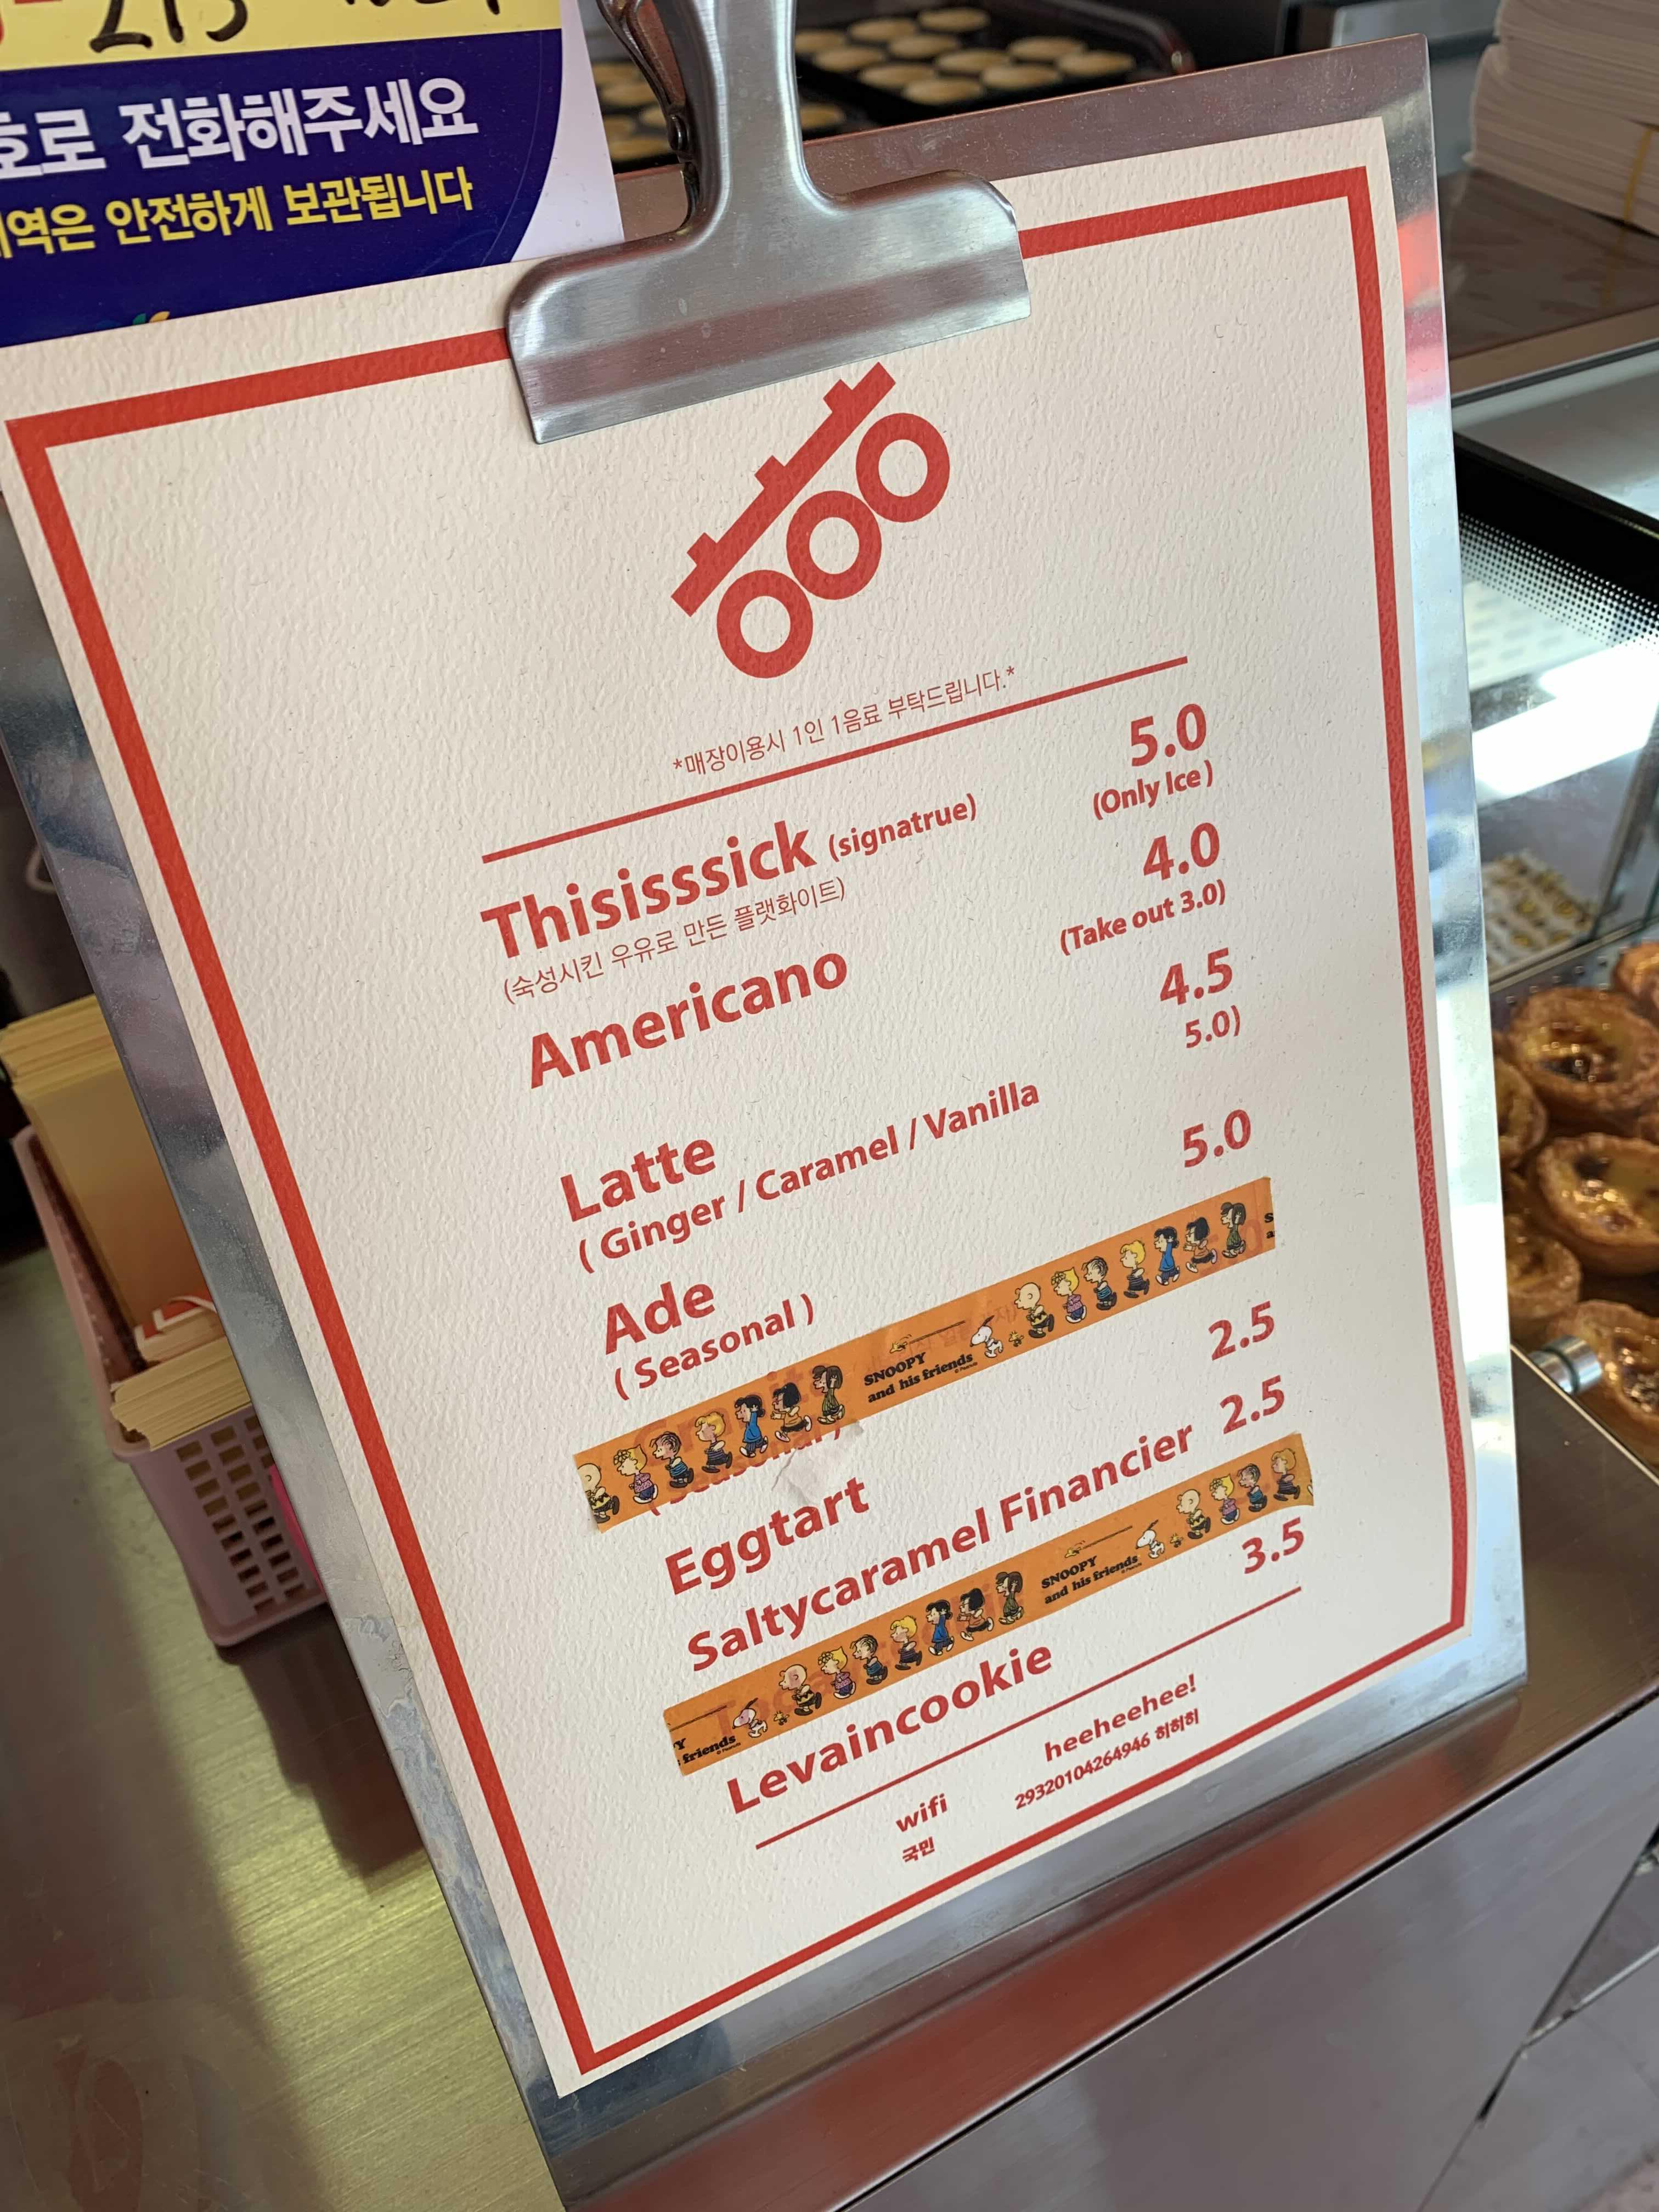 호로 전화해주세요
역은 안전하게 보관됩니다
*매장이용시 1인 1음료 부탁드립니다.*
Thisisssick (signatrue) 5.0
(숙성시킨 우유로 만든 플랫화이트) (Only Ice)
Americano 4.0
(Take out 3.0)
Latte 4.5
( Ginger / Caramel / Vanilla 5.0)
Ade 5.0
( Seasonal )
SNOOPY
and his friends
Eggtart 2.5
Saltycaramel Financier 2.5
SNOOPY
and his friends
friends
Levaincookie 3.5
wifi heeheehee!
국민 29320104264946 히히히